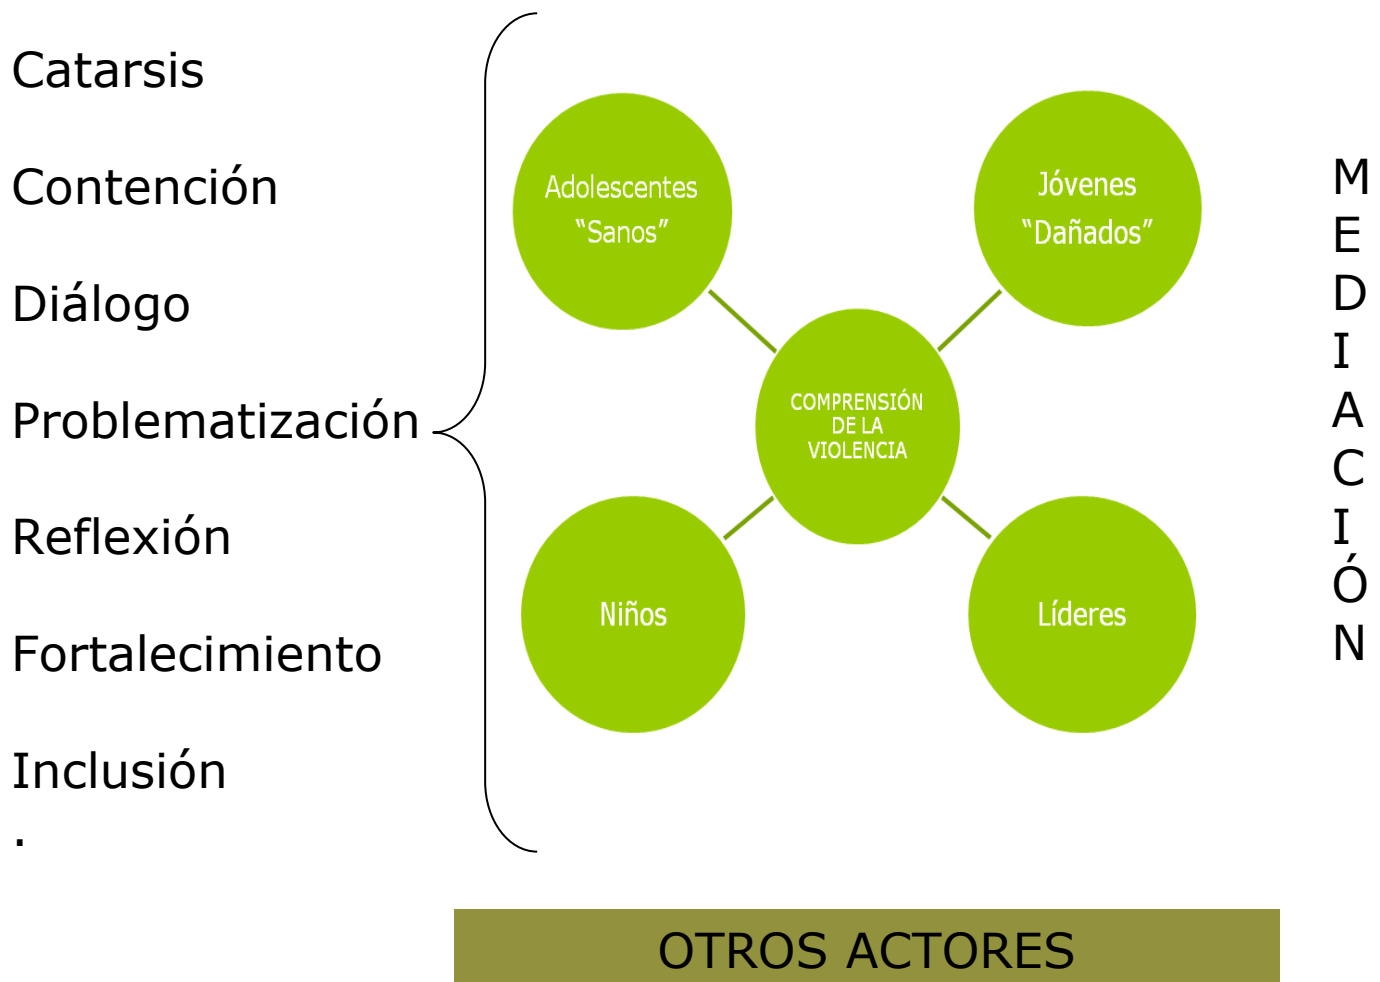 Catarsis
Contención
Diálogo
Problematización
Reflexión
Fortalecimiento
Inclusión
.
Adolescentes
“Sanos”
Jóvenes
“Dañados”
COMPRENSIÓN
DE LA
VIOLENCIA
Niños
Líderes
M
E
D
I
A
C
I
Ó
N
OTROS ACTORES